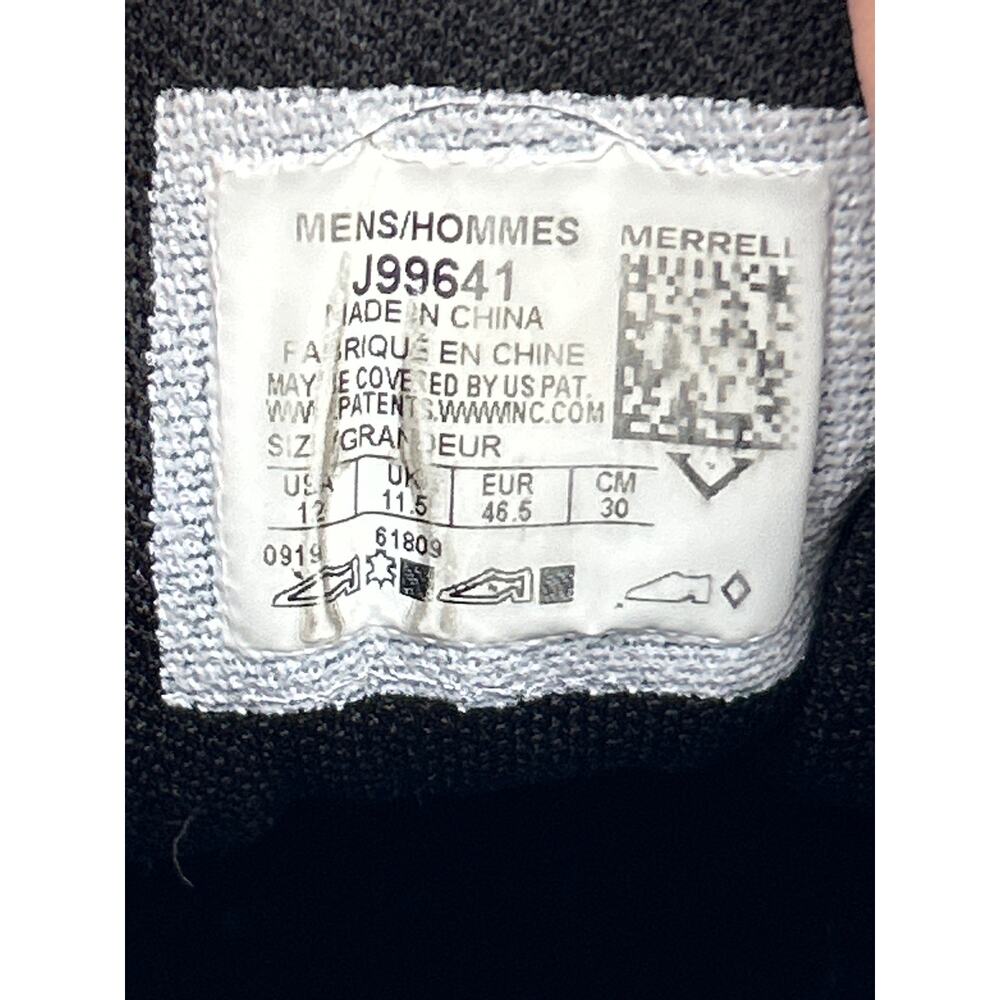 MENS/HOMMES
MERRELL
J99641
MADE IN CHINA
FABRIQUÉ EN CHINE
MAY BE COVERED BY US PAT.
WWW.PATENTS.WWWINC.COM
SIZE/GRANDEUR
USA UK EUR CM
12 11.5 46.5 30
0919 61809